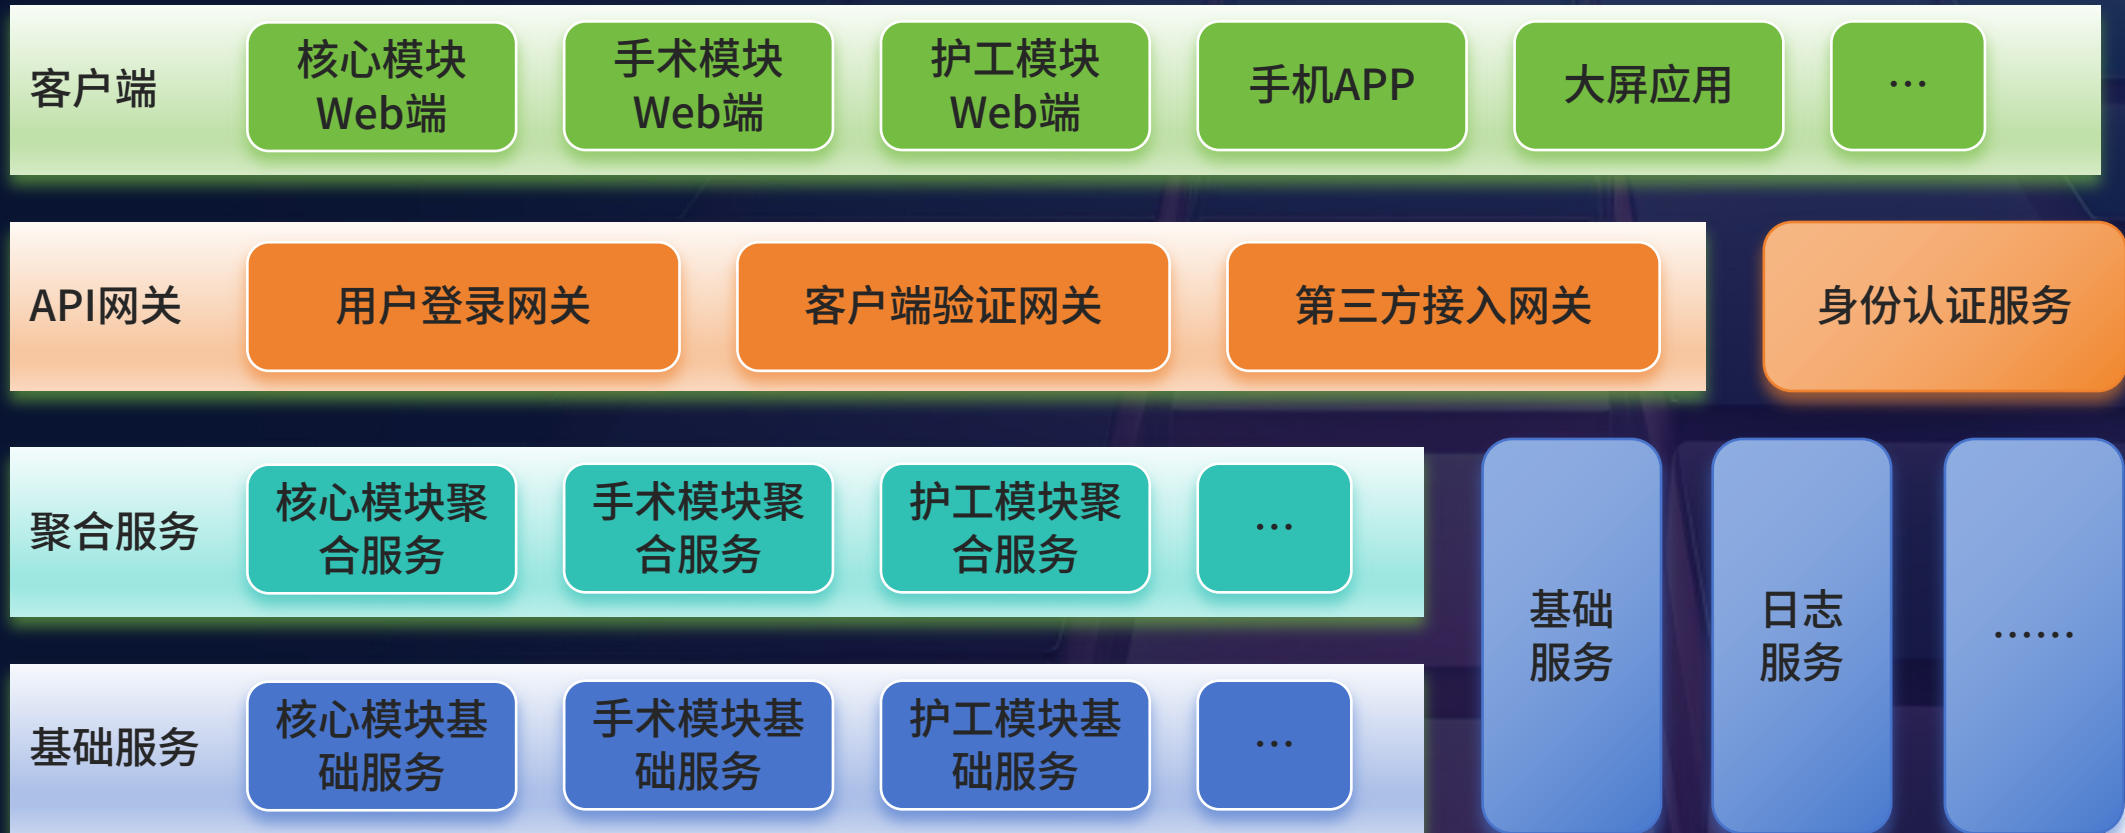 客户端
核心模块
Web端
手术模块
Web端
护工模块
Web端
手机APP
大屏应用
...
API网关
用户登录网关
客户端验证网关
第三方接入网关
身份认证服务
聚合服务
核心模块聚
合服务
手术模块聚
合服务
护工模块聚
合服务
...
基础服务
核心模块基
础服务
手术模块基
础服务
护工模块基
础服务
...
基础
服务
日志
服务
......